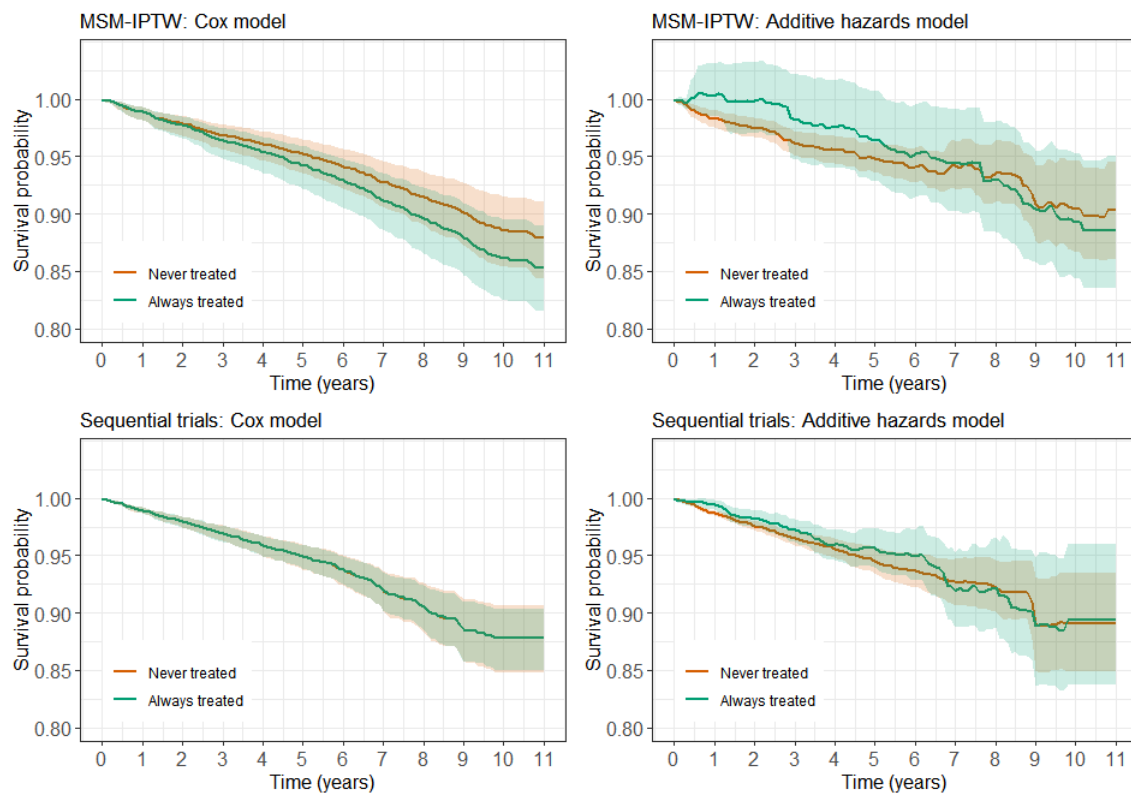 MSM-IPTW: Cox model
Survival probability
1.00
0.95
0.90
0.85
0.80
Never treated
Always treated
0 1 2 3 4 5 6 7 8 9 10 11
Time (years)
MSM-IPTW: Additive hazards model
Survival probability
1.00
0.95
0.90
0.85
0.80
Never treated
Always treated
0 1 2 3 4 5 6 7 8 9 10 11
Time (years)
Sequential trials: Cox model
Survival probability
1.00
0.95
0.90
0.85
0.80
Never treated
Always treated
0 1 2 3 4 5 6 7 8 9 10 11
Time (years)
Sequential trials: Additive hazards model
Survival probability
1.00
0.95
0.90
0.85
0.80
Never treated
Always treated
0 1 2 3 4 5 6 7 8 9 10 11
Time (years)